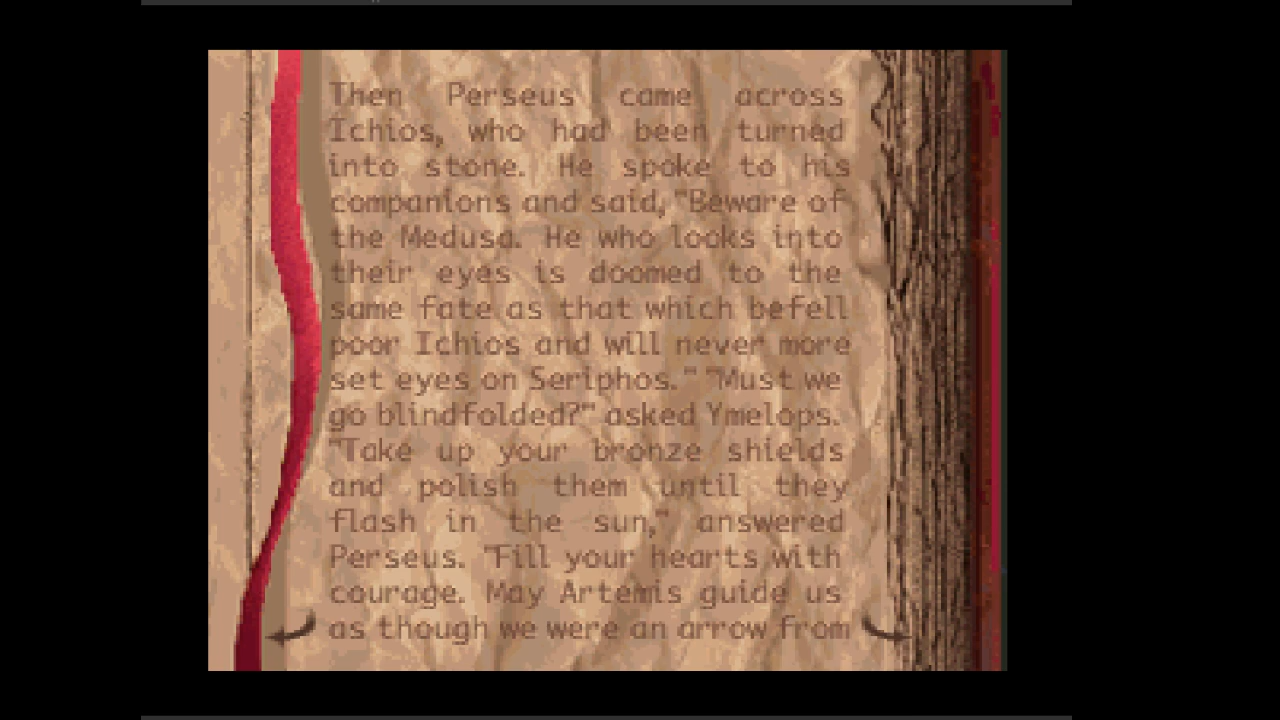 Then Perseus came across
Ichios, who had been turned
into stone. He spoke to his
companions and said, "Beware of
the Medusa. He who looks into
their eyes is doomed to the
same fate as that which befell
poor Ichios and will never more
set eyes on Seriphos." "Must we
go blindfolded?" asked Ymelops.
"Take up your bronze shields
and polish them until they
flash in the sun," answered
Perseus. "Fill your hearts with
courage. May Artemis guide us
as though we were an arrow from